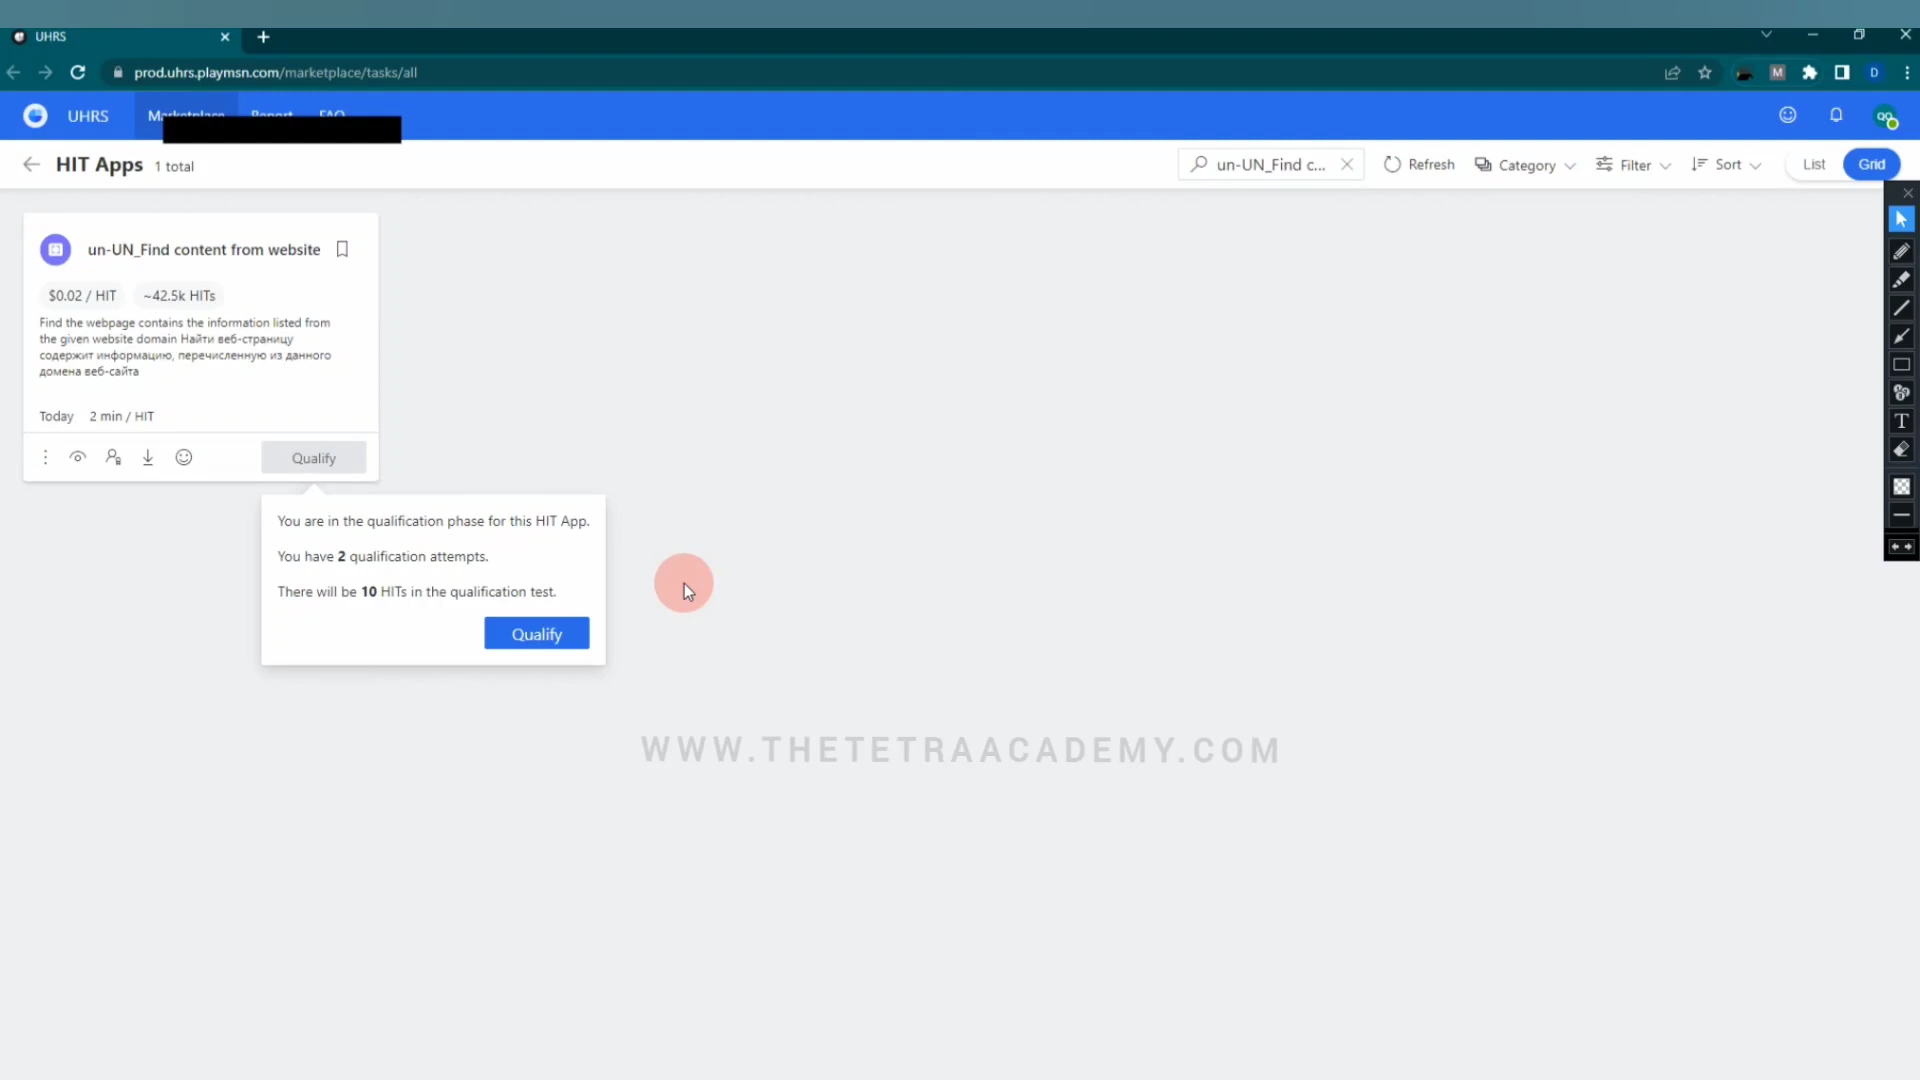 UHRS
prod.uhrs.playmsn.com/marketplace/tasks/all
M
D
UHRS
Marketplace
Report
FAQ
QO
HIT Apps 1 total
un-UN_Find c...
Refresh
Category
Filter
Sort
List
Grid
un-UN_Find content from website
$0.02 / HIT
~42.5k HITs
Find the webpage contains the information listed from
the given website domain Найти веб-страницу
содержит информацию, перечисленную из данного
домена веб-сайта
Today 2 min / HIT
Qualify
You are in the qualification phase for this HIT App.
You have 2 qualification attempts.
There will be 10 HITs in the qualification test.
Qualify
T
WWW.THETETRAACADEMY.COM